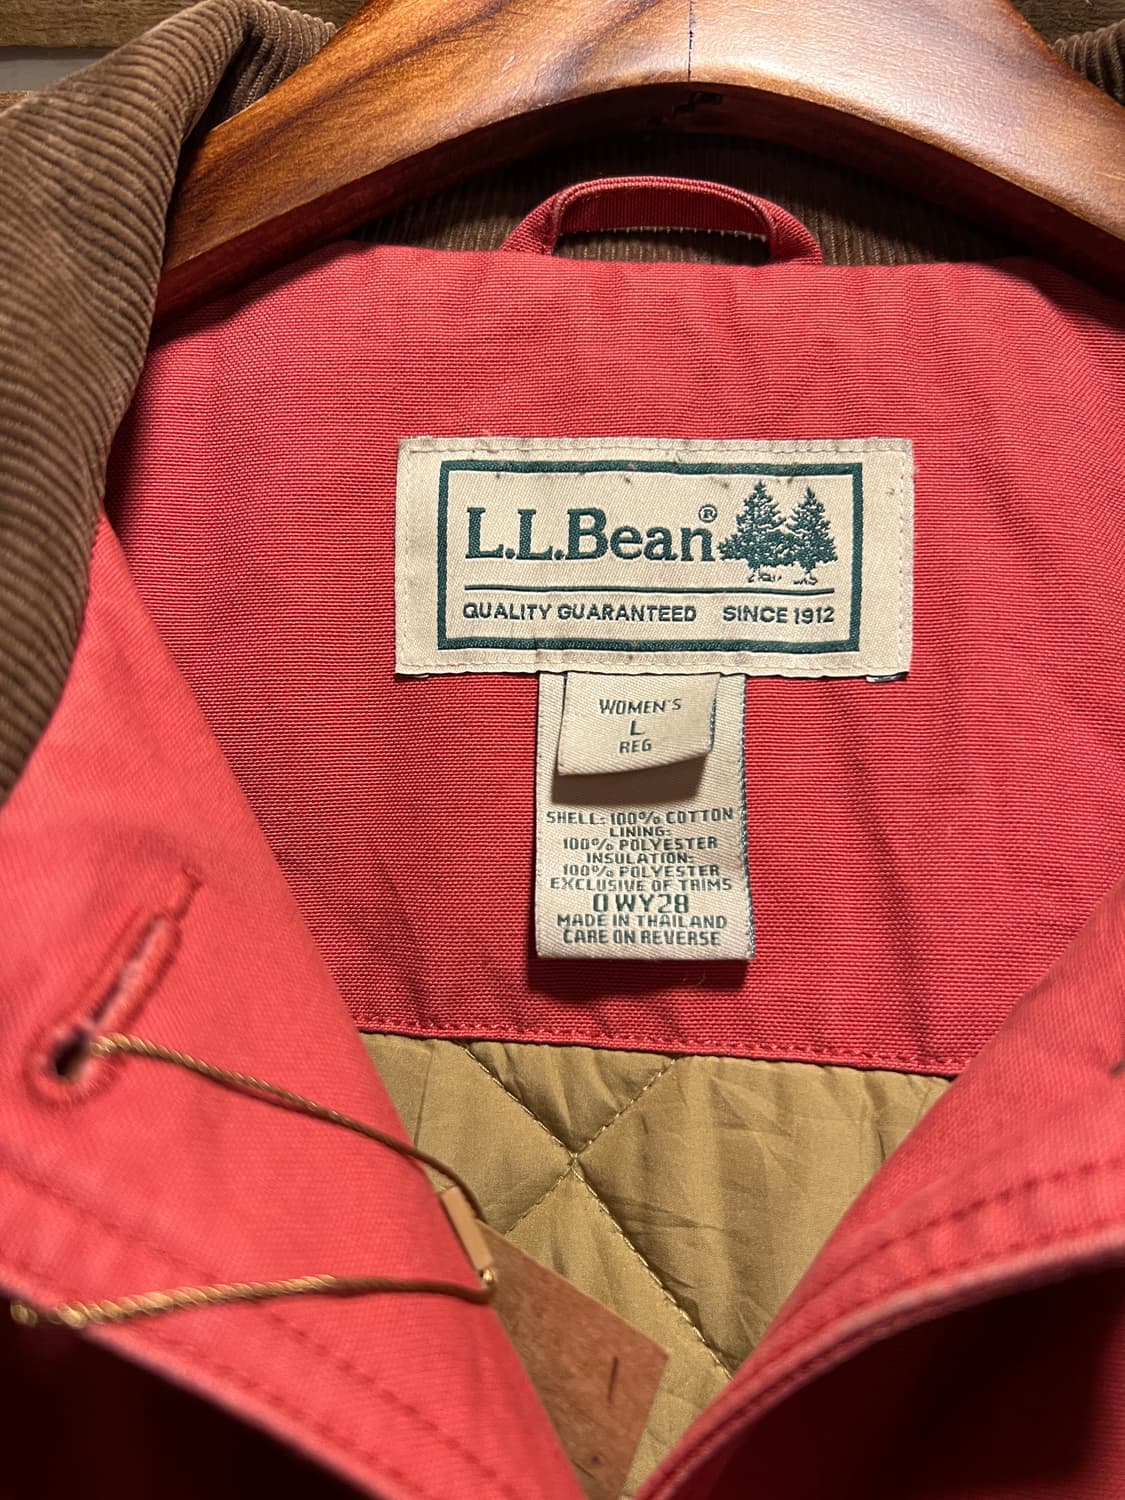 L.L.Bean®
QUALITY GUARANTEED SINCE 1912
WOMEN'S
L
REG
SHELL: 100% COTTON
LINING:
100% POLYESTER
INSULATION:
100% POLYESTER
EXCLUSIVE OF TRIMS
0WY28
MADE IN THAILAND
CARE ON REVERSE